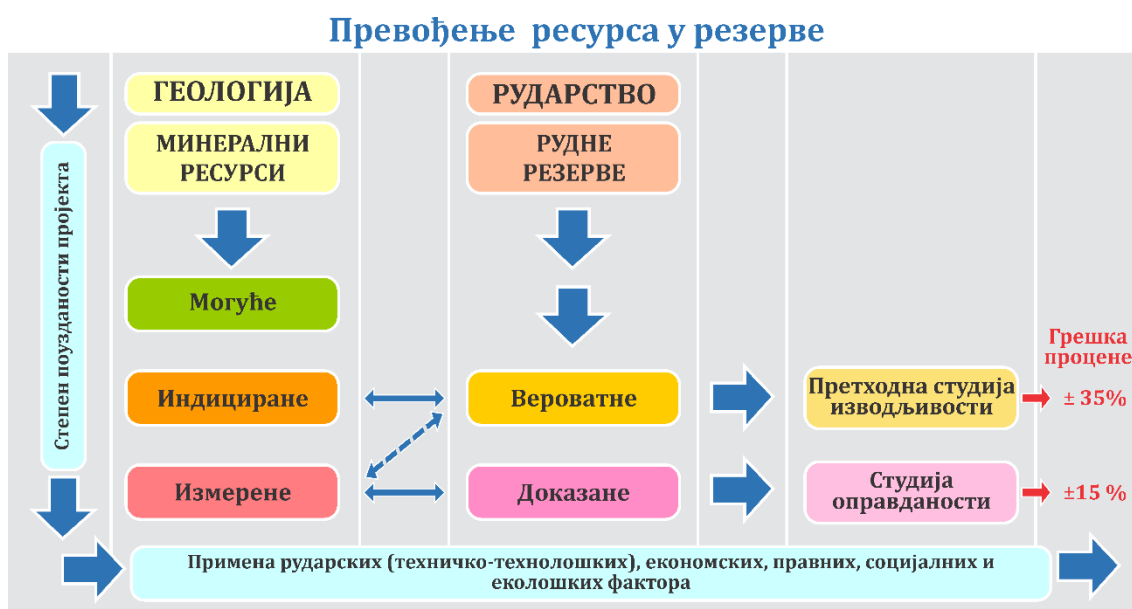 Превођење ресурса у резерве
Степен поузданости пројекта
ГЕОЛОГИЈА
МИНЕРАЛНИ
РЕСУРСИ
Могуће
Индициране
Измерене
РУДАРСТВО
РУДНЕ
РЕЗЕРВЕ
Вероватне
Доказане
Претходна студија
изводљивости
Студија
оправданости
Грешка
процене
± 35%
±15 %
Примена рударских (техничко-технолошких), економских, правних, социјалних и
еколошких фактора